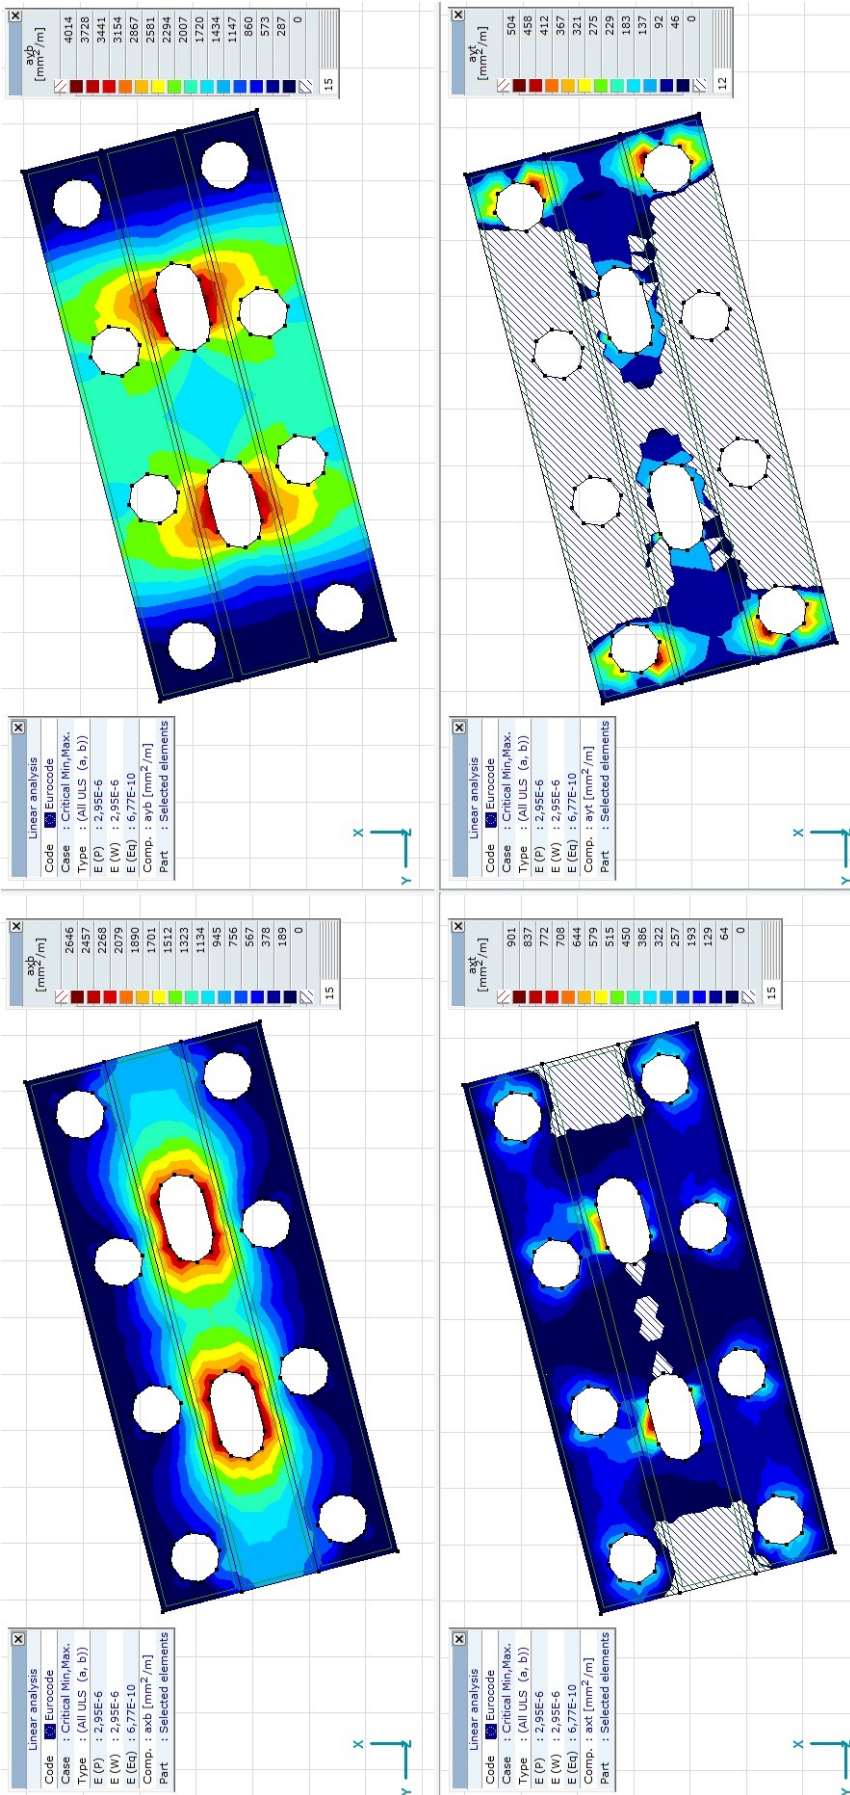 Linear analysis
Code Eurocode
Case : Critical Min,Max.
Type : (All ULS (a, b))
E (P) : 2,95E-6
E (W) : 2,95E-6
E (Eq) : 6,77E-10
Comp. : axb [mm²/m]
Part : Selected elements
X
Y
Z
axb
[mm²/m]
2646
2457
2268
2079
1890
1701
1512
1323
1134
945
756
567
378
189
0
15
Linear analysis
Code Eurocode
Case : Critical Min,Max.
Type : (All ULS (a, b))
E (P) : 2,95E-6
E (W) : 2,95E-6
E (Eq) : 6,77E-10
Comp. : ayb [mm²/m]
Part : Selected elements
X
Y
Z
ayb
[mm²/m]
4014
3728
3441
3154
2867
2581
2294
2007
1720
1434
1147
860
573
287
0
15
Linear analysis
Code Eurocode
Case : Critical Min,Max.
Type : (All ULS (a, b))
E (P) : 2,95E-6
E (W) : 2,95E-6
E (Eq) : 6,77E-10
Comp. : axt [mm²/m]
Part : Selected elements
X
Y
Z
axt
[mm²/m]
901
837
772
708
644
579
515
450
386
322
257
193
129
64
0
15
Linear analysis
Code Eurocode
Case : Critical Min,Max.
Type : (All ULS (a, b))
E (P) : 2,95E-6
E (W) : 2,95E-6
E (Eq) : 6,77E-10
Comp. : ayt [mm²/m]
Part : Selected elements
X
Y
Z
ayt
[mm²/m]
504
458
412
367
321
275
229
183
137
92
46
0
12